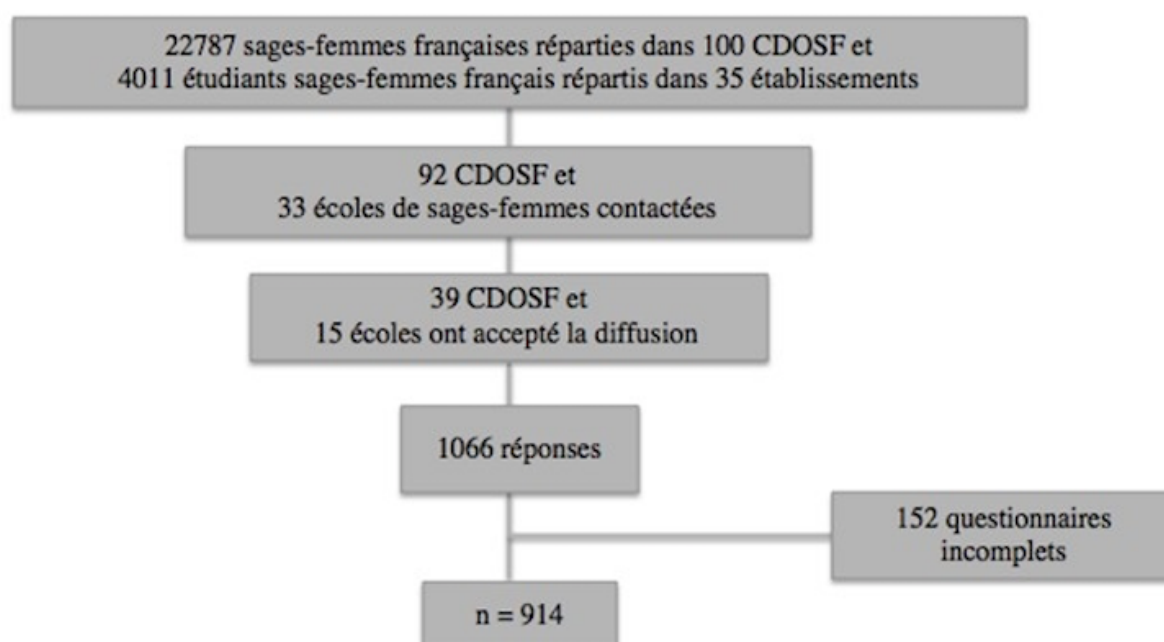 22787 sages-femmes françaises réparties dans 100 CDOSF et
4011 étudiants sages-femmes français répartis dans 35 établissements
92 CDOSF et
33 écoles de sages-femmes contactées
39 CDOSF et
15 écoles ont accepté la diffusion
1066 réponses
152 questionnaires
incomplets
n = 914